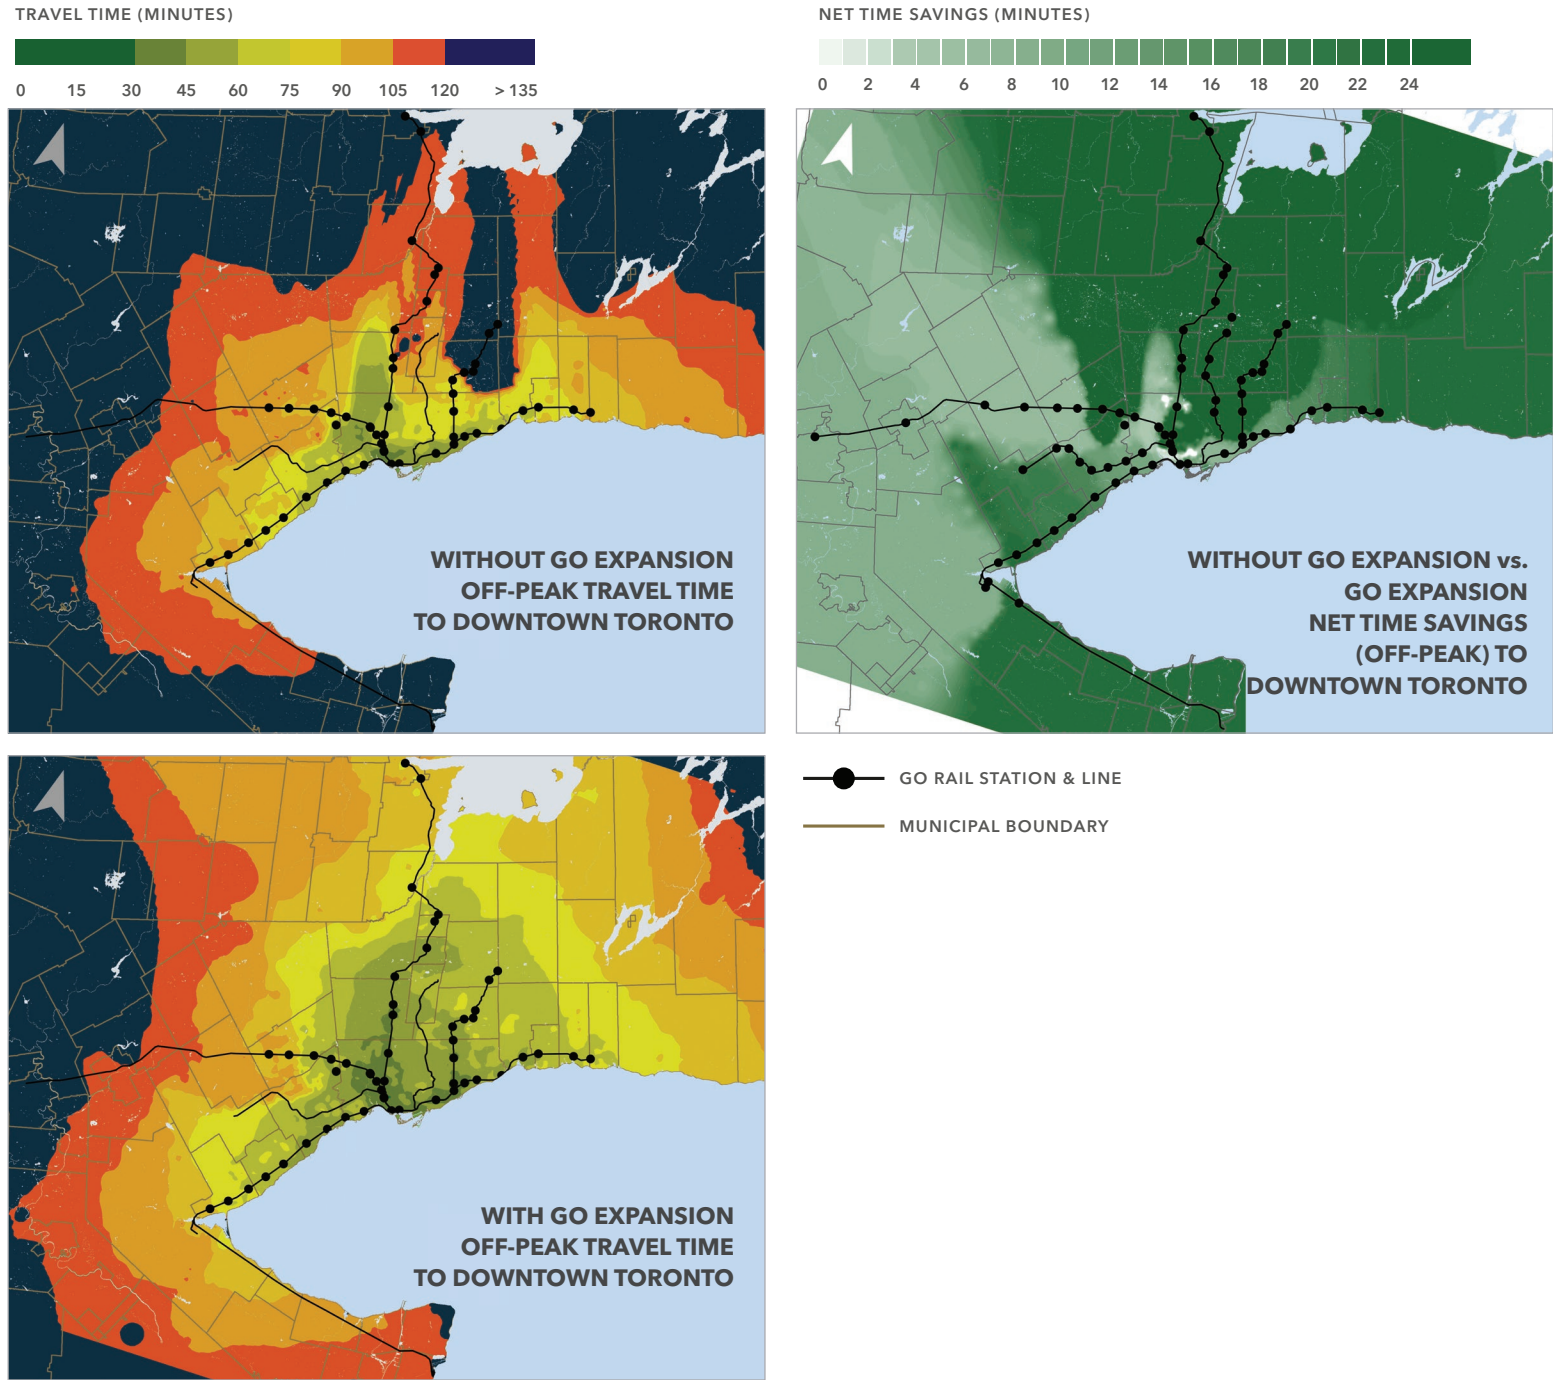 TRAVEL TIME (MINUTES)
0 15 30 45 60 75 90 105 120 > 135
NET TIME SAVINGS (MINUTES)
0 2 4 6 8 10 12 14 16 18 20 22 24
WITHOUT GO EXPANSION
OFF-PEAK TRAVEL TIME
TO DOWNTOWN TORONTO
WITHOUT GO EXPANSION vs.
GO EXPANSION
NET TIME SAVINGS
(OFF-PEAK) TO
DOWNTOWN TORONTO
GO RAIL STATION & LINE
MUNICIPAL BOUNDARY
WITH GO EXPANSION
OFF-PEAK TRAVEL TIME
TO DOWNTOWN TORONTO